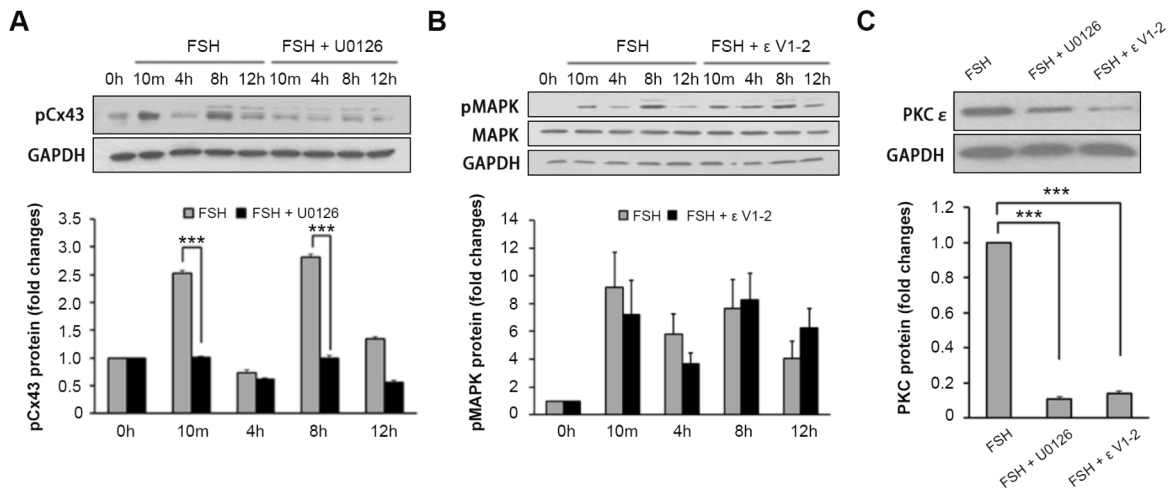 A
FSH FSH + U0126
0h 10m 4h 8h 12h 10m 4h 8h 12h
pCx43
GAPDH
pCx43 protein (fold changes)
FSH FSH + U0126
3.5
3.0
2.5
2.0
1.5
1.0
0.5
0
*** ***
0h 10m 4h 8h 12h
B
FSH FSH + ε V1-2
0h 10m 4h 8h 12h 10m 4h 8h 12h
pMAPK
MAPK
GAPDH
pMAPK protein (fold changes)
FSH FSH + ε V1-2
14
12
10
8
6
4
2
0
0h 10m 4h 8h 12h
C
FSH FSH + U0126 FSH + ε V1-2
PKC ε
GAPDH
PKC protein (fold changes)
1.2
1.0
0.8
0.6
0.4
0.2
0
***
***
FSH FSH + U0126 FSH + ε V1-2